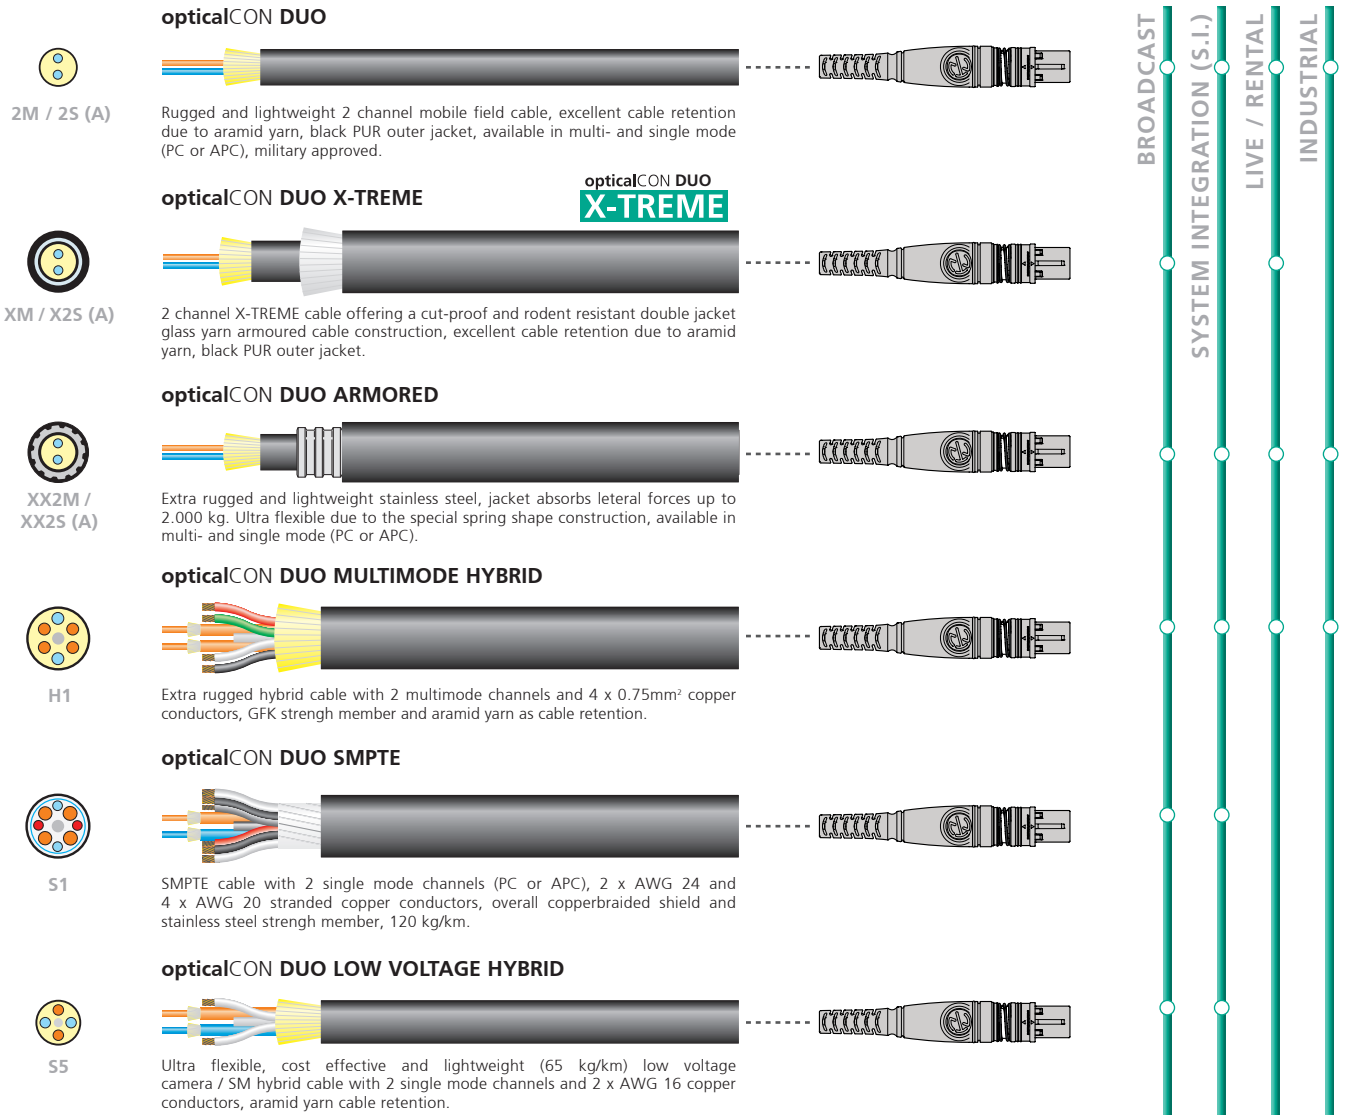 opticalCON DUO
2M / 2S (A)
Rugged and lightweight 2 channel mobile field cable, excellent cable retention
due to aramid yarn, black PUR outer jacket, available in multi- and single mode
(PC or APC), military approved.
opticalCON DUO X-TREME
opticalCON DUO
X-TREME
XM / X2S (A)
2 channel X-TREME cable offering a cut-proof and rodent resistant double jacket
glass yarn armoured cable construction, excellent cable retention due to aramid
yarn, black PUR outer jacket.
opticalCON DUO ARMORED
XX2M /
XX2S (A)
Extra rugged and lightweight stainless steel, jacket absorbs leteral forces up to
2.000 kg. Ultra flexible due to the special spring shape construction, available in
multi- and single mode (PC or APC).
opticalCON DUO MULTIMODE HYBRID
H1
Extra rugged hybrid cable with 2 multimode channels and 4 x 0.75mm² copper
conductors, GFK strengh member and aramid yarn as cable retention.
opticalCON DUO SMPTE
S1
SMPTE cable with 2 single mode channels (PC or APC), 2 x AWG 24 and
4 x AWG 20 stranded copper conductors, overall copperbraided shield and
stainless steel strengh member, 120 kg/km.
opticalCON DUO LOW VOLTAGE HYBRID
S5
Ultra flexible, cost effective and lightweight (65 kg/km) low voltage
camera / SM hybrid cable with 2 single mode channels and 2 x AWG 16 copper
conductors, aramid yarn cable retention.
BROADCAST
SYSTEM INTEGRATION (S.I.)
LIVE / RENTAL
INDUSTRIAL